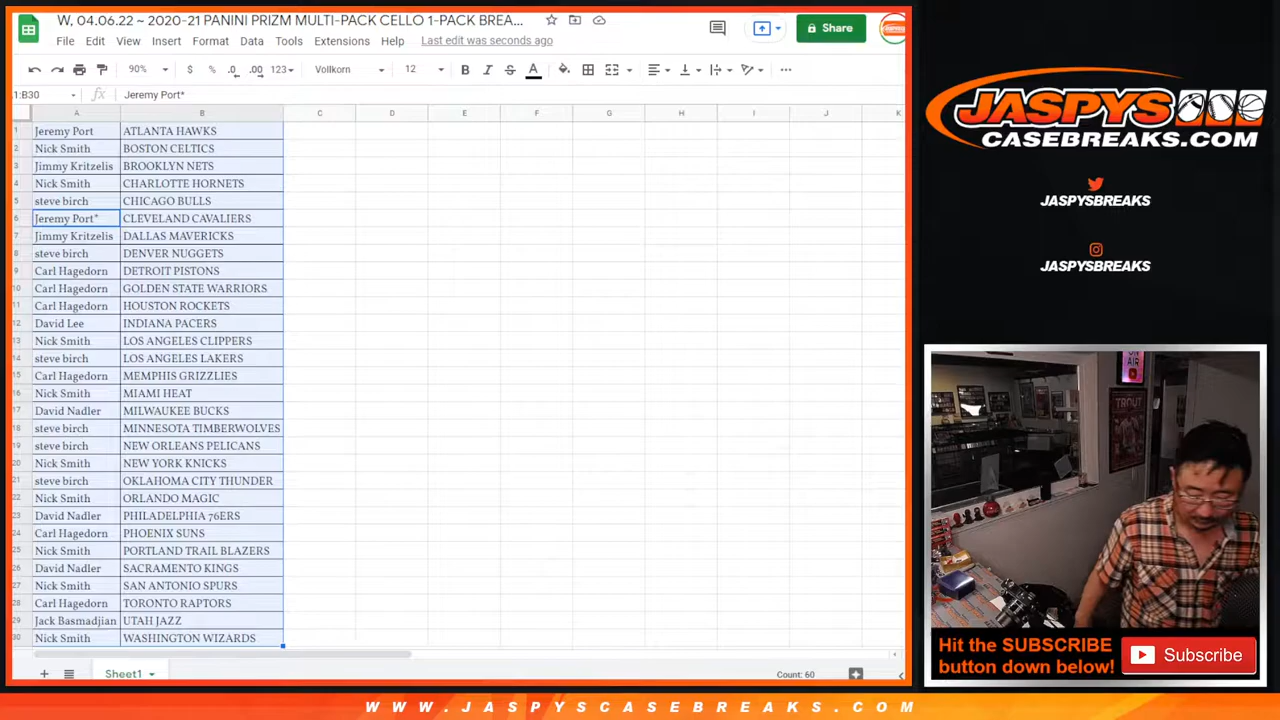 W, 04.06.22 ~ 2020-21 PANINI PRIZM MULTI-PACK CELLO 1-PACK BREA...
Share
File Edit View Insert Format Data Tools Extensions Help Last edit was seconds ago
90% $ % .0 .00 123 Vollkorn 12 B I S A
1:B30 fx Jeremy Port*
A B C D E F G H I J K
1 Jeremy Port ATLANTA HAWKS
2 Nick Smith BOSTON CELTICS
3 Jimmy Kritzelis BROOKLYN NETS
4 Nick Smith CHARLOTTE HORNETS
5 steve birch CHICAGO BULLS
6 Jeremy Port* CLEVELAND CAVALIERS
7 Jimmy Kritzelis DALLAS MAVERICKS
8 steve birch DENVER NUGGETS
9 Carl Hagedorn DETROIT PISTONS
10 Carl Hagedorn GOLDEN STATE WARRIORS
11 Carl Hagedorn HOUSTON ROCKETS
12 David Lee INDIANA PACERS
13 Nick Smith LOS ANGELES CLIPPERS
14 steve birch LOS ANGELES LAKERS
15 Carl Hagedorn MEMPHIS GRIZZLIES
16 Nick Smith MIAMI HEAT
17 David Nadler MILWAUKEE BUCKS
18 steve birch MINNESOTA TIMBERWOLVES
19 steve birch NEW ORLEANS PELICANS
20 Nick Smith NEW YORK KNICKS
21 steve birch OKLAHOMA CITY THUNDER
22 Nick Smith ORLANDO MAGIC
23 David Nadler PHILADELPHIA 76ERS
24 Carl Hagedorn PHOENIX SUNS
25 Nick Smith PORTLAND TRAIL BLAZERS
26 David Nadler SACRAMENTO KINGS
27 Nick Smith SAN ANTONIO SPURS
28 Carl Hagedorn TORONTO RAPTORS
29 Jack Basmadjian UTAH JAZZ
30 Nick Smith WASHINGTON WIZARDS
Sheet1
Count: 60
JASPYS
CASEBREAKS.COM
JASPYSBREAKS
JASPYSBREAKS
ON
AIR
TROUT
Hit the SUBSCRIBE
button down below!
Subscribe
WWW.JASPYSCASEBREAKS.COM